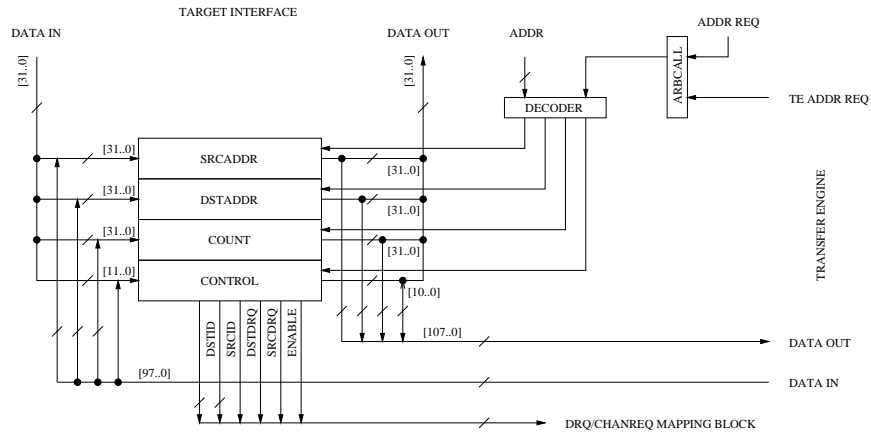 TARGET INTERFACE
DATA IN
DATA OUT
ADDR
ADDR REQ
[31..0]
[31..0]
ARBCALL
TE ADDR REQ
DECODER
[31..0]
SRCADDR
[31..0]
[31..0]
DSTADDR
[31..0]
[31..0]
COUNT
[31..0]
[11..0]
CONTROL
[10..0]
TRANSFER ENGINE
DSTID
SRCID
DSTDRQ
SRCDRQ
ENABLE
[107..0]
DATA OUT
[97..0]
DATA IN
DRQ/CHANREQ MAPPING BLOCK